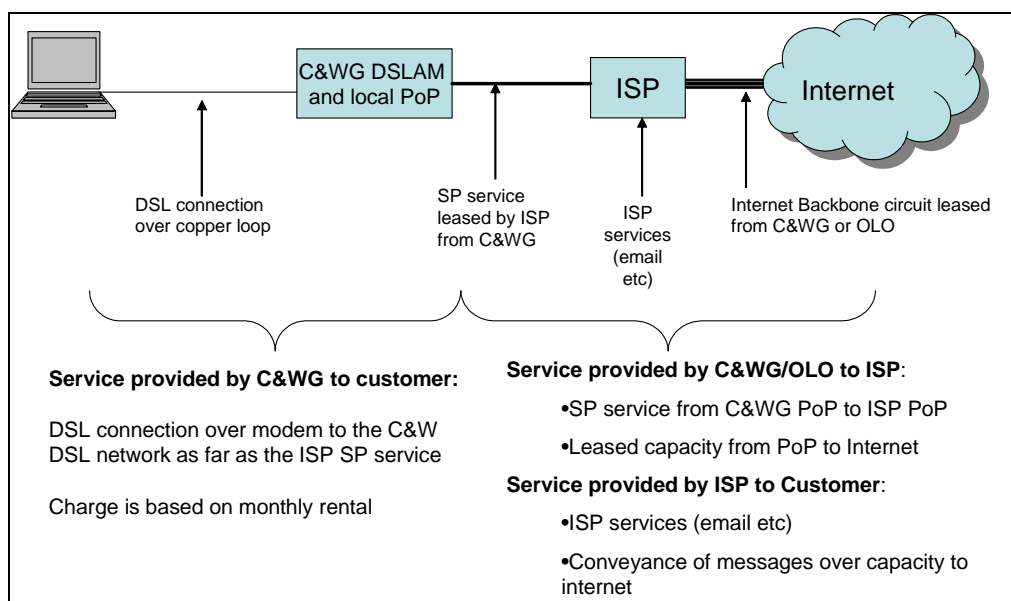 C&WG DSLAM
and local PoP
ISP
Internet
DSL connection
over copper loop
SP service
leased by ISP
from C&WG
ISP
services
(email
etc)
Internet Backbone circuit leased
from C&WG or OLO
Service provided by C&WG to customer:
DSL connection over modem to the C&W
DSL network as far as the ISP SP service
Charge is based on monthly rental
Service provided by C&WG/OLO to ISP:
•SP service from C&WG PoP to ISP PoP
•Leased capacity from PoP to Internet
Service provided by ISP to Customer:
•ISP services (email etc)
•Conveyance of messages over capacity to
internet